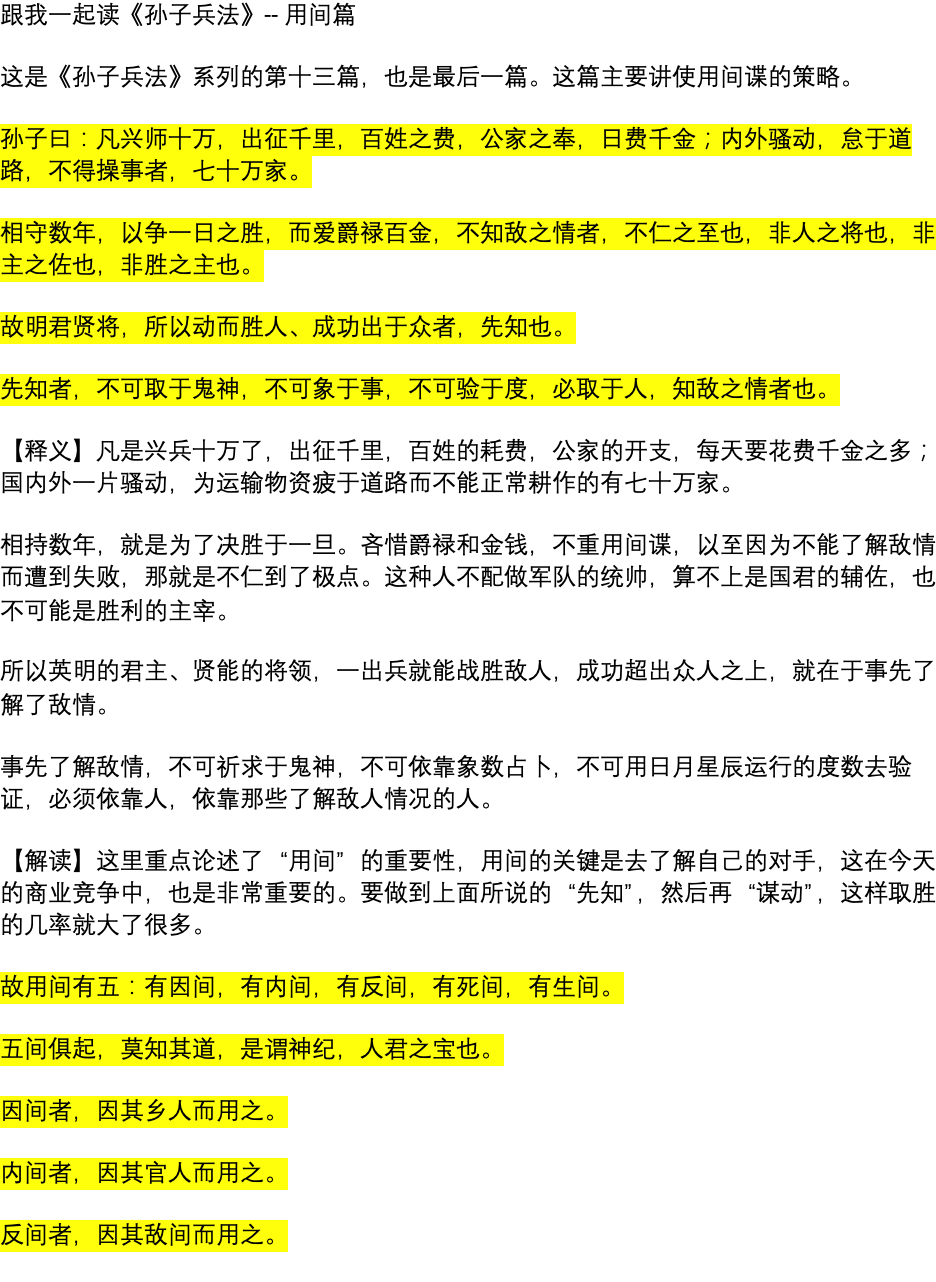 跟我一起读《孙子兵法》-- 用间篇
这是《孙子兵法》系列的第十三篇，也是最后一篇。这篇主要讲使用间谍的策略。
孙子曰：凡兴师十万，出征千里，百姓之费，公家之奉，日费千金；内外骚动，怠于道
路，不得操事者，七十万家。
相守数年，以争一日之胜，而爱爵禄百金，不知敌之情者，不仁之至也，非人之将也，非
主之佐也，非胜之主也。
故明君贤将，所以动而胜人、成功出于众者，先知也。
先知者，不可取于鬼神，不可象于事，不可验于度，必取于人，知敌之情者也。
【释义】凡是兴兵十万了，出征千里，百姓的耗费，公家的开支，每天要花费千金之多；
国内外一片骚动，为运输物资疲于道路而不能正常耕作的有七十万家。
相持数年，就是为了决胜于一旦。吝惜爵禄和金钱，不重用间谍，以至因为不能了解敌情
而遭到失败，那就是不仁到了极点。这种人不配做军队的统帅，算不上是国君的辅佐，也
不可能是胜利的主宰。
所以英明的君主、贤能的将领，一出兵就能战胜敌人，成功超出众人之上，就在于事先了
解了敌情。
事先了解敌情，不可祈求于鬼神，不可依靠象数占卜，不可用日月星辰运行的度数去验
证，必须依靠人，依靠那些了解敌人情况的人。
【解读】这里重点论述了 “用间” 的重要性，用间的关键是去了解自己的对手，这在今天
的商业竞争中，也是非常重要的。要做到上面所说的 “先知”，然后再 “谋动”，这样取胜
的几率就大了很多。
故用间有五：有因间，有内间，有反间，有死间，有生间。
五间俱起，莫知其道，是谓神纪，人君之宝也。
因间者，因其乡人而用之。
内间者，因其官人而用之。
反间者，因其敌间而用之。